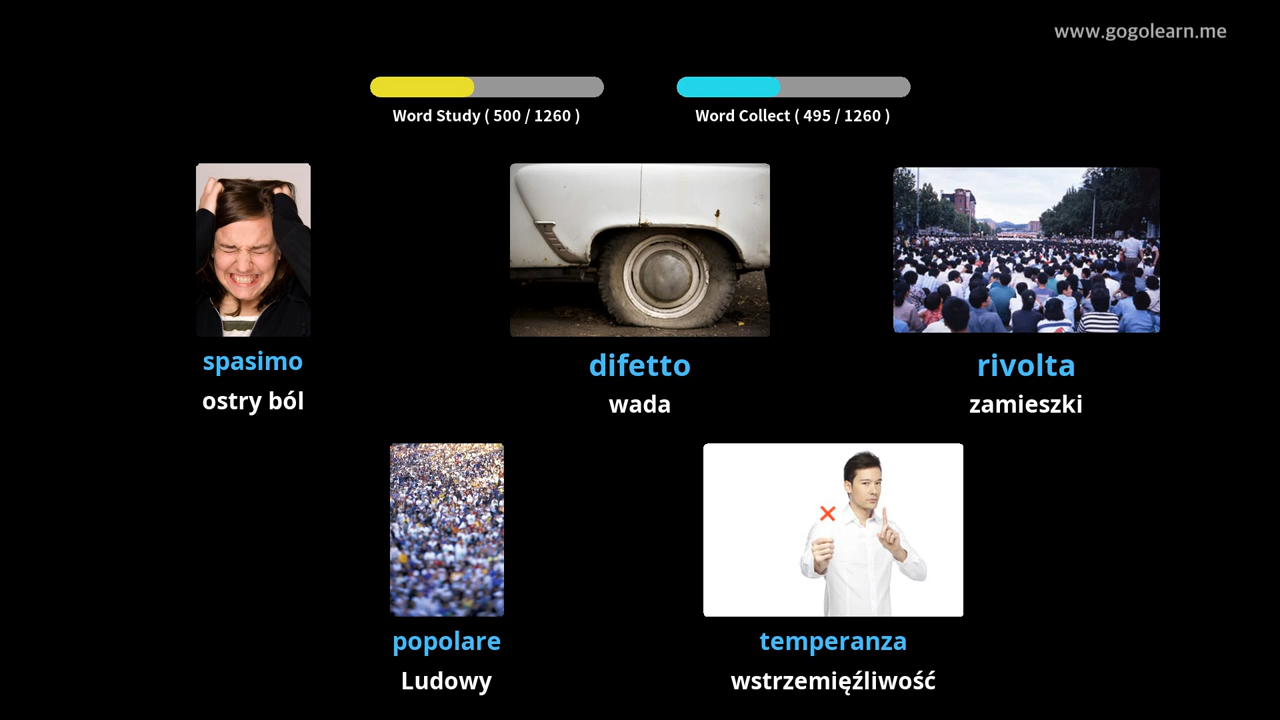 www.gogolearn.me
Word Study ( 500 / 1260 )
Word Collect ( 495 / 1260 )
spasimo
ostry ból
difetto
wada
rivolta
zamieszki
popolare
Ludowy
temperanza
wstrzemięźliwość